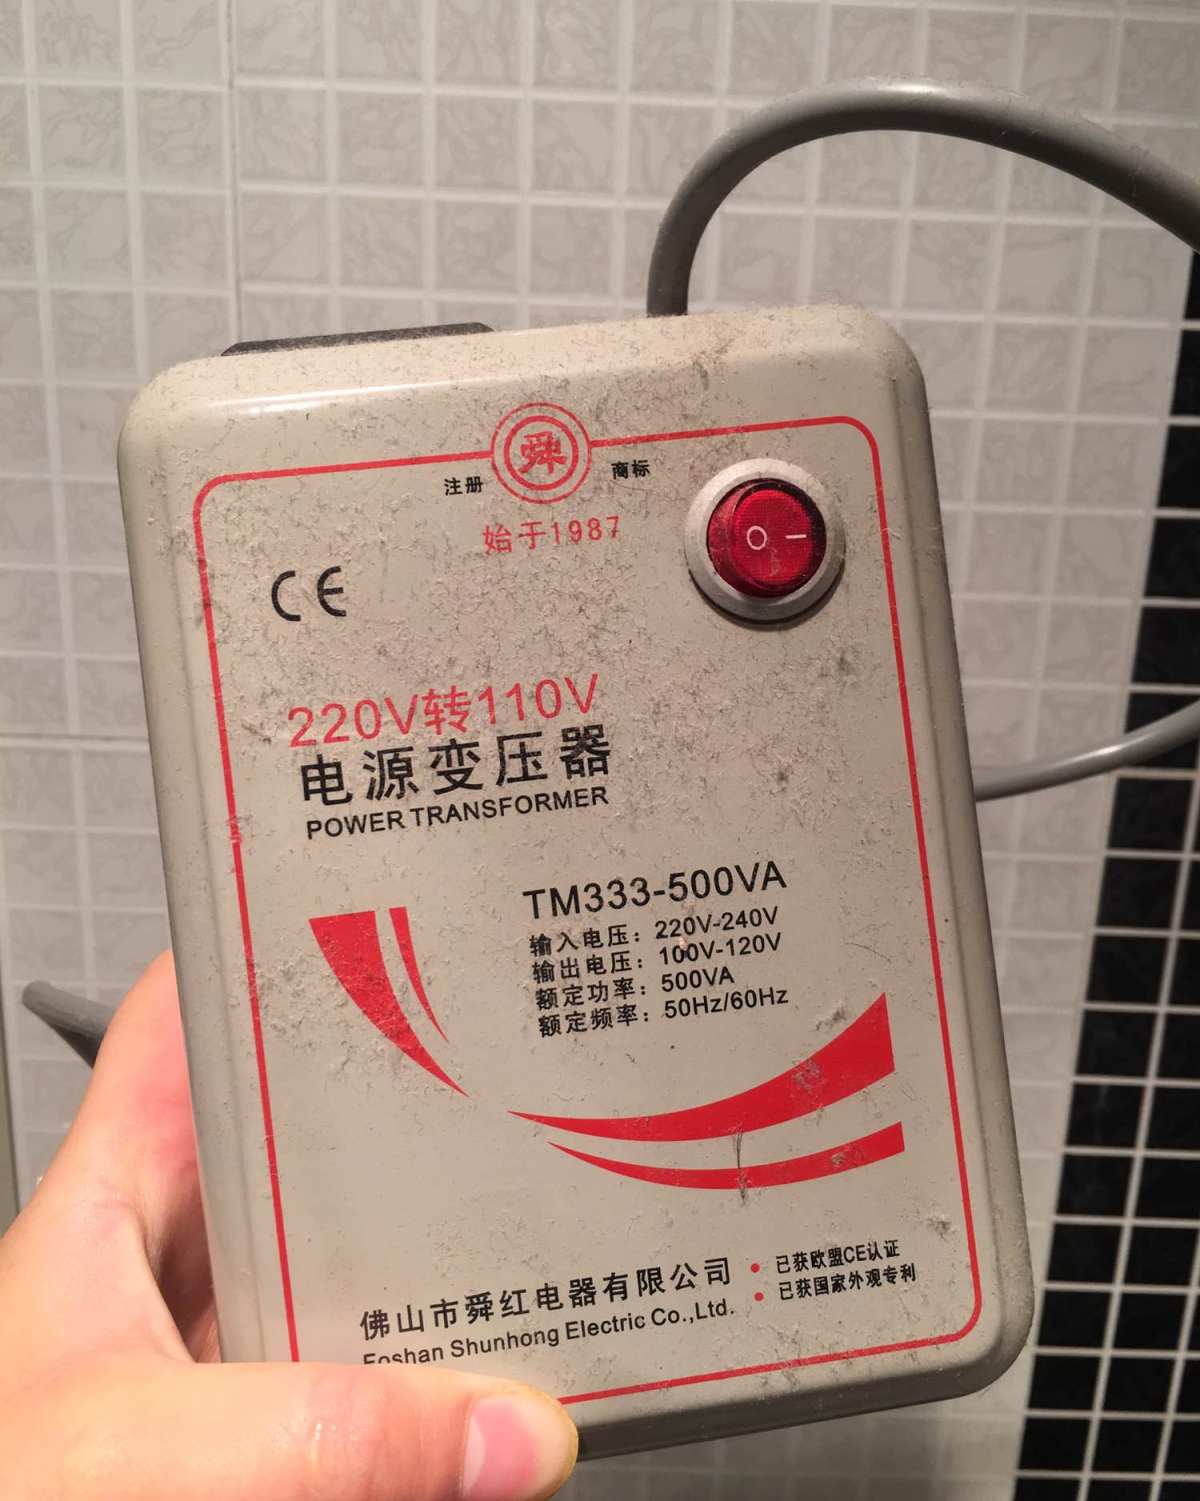 舜
注册 商标
始于1987
O —
CE
220V转110V
电源变压器
POWER TRANSFORMER
TM333-500VA
输入电压：220V-240V
输出电压：100V-120V
额定功率：500VA
额定频率：50Hz/60Hz
佛山市舜红电器有限公司
Foshan Shunhong Electric Co.,Ltd.
• 已获欧盟CE认证
• 已获国家外观专利